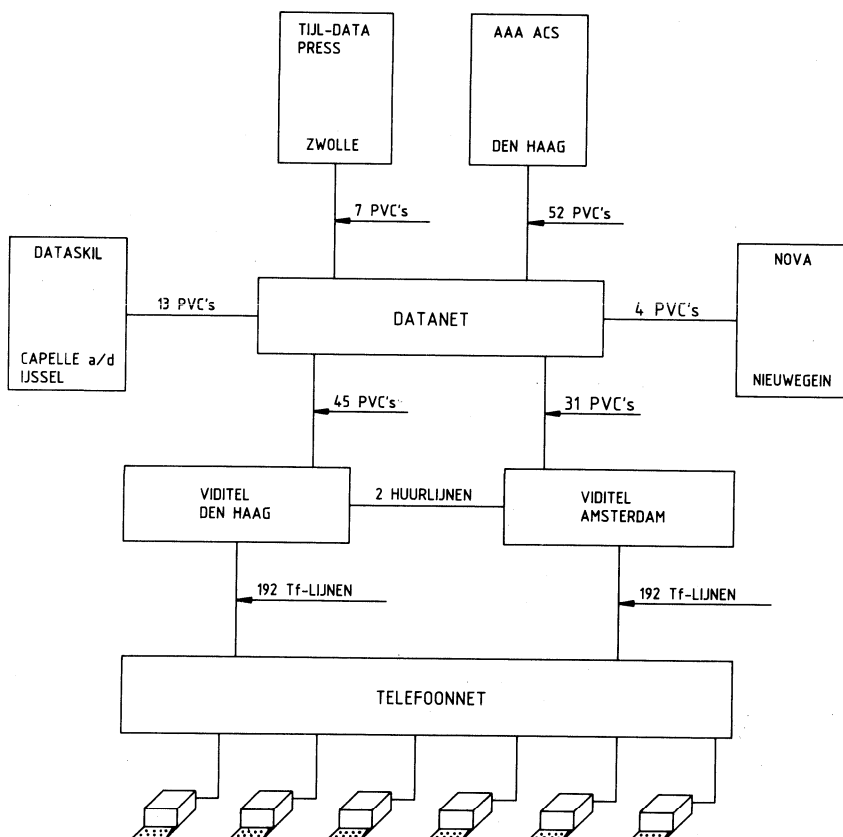 TIJL-DATA
PRESS
ZWOLLE
AAA ACS
DEN HAAG
7 PVC's
52 PVC's
DATASKIL
CAPELLE a/d
IJSSEL
13 PVC's
DATANET
4 PVC's
NOVA
NIEUWEGEIN
45 PVC's
31 PVC's
VIDITEL
DEN HAAG
2 HUURLIJNEN
VIDITEL
AMSTERDAM
192 Tf-LIJNEN
192 Tf-LIJNEN
TELEFOONNET